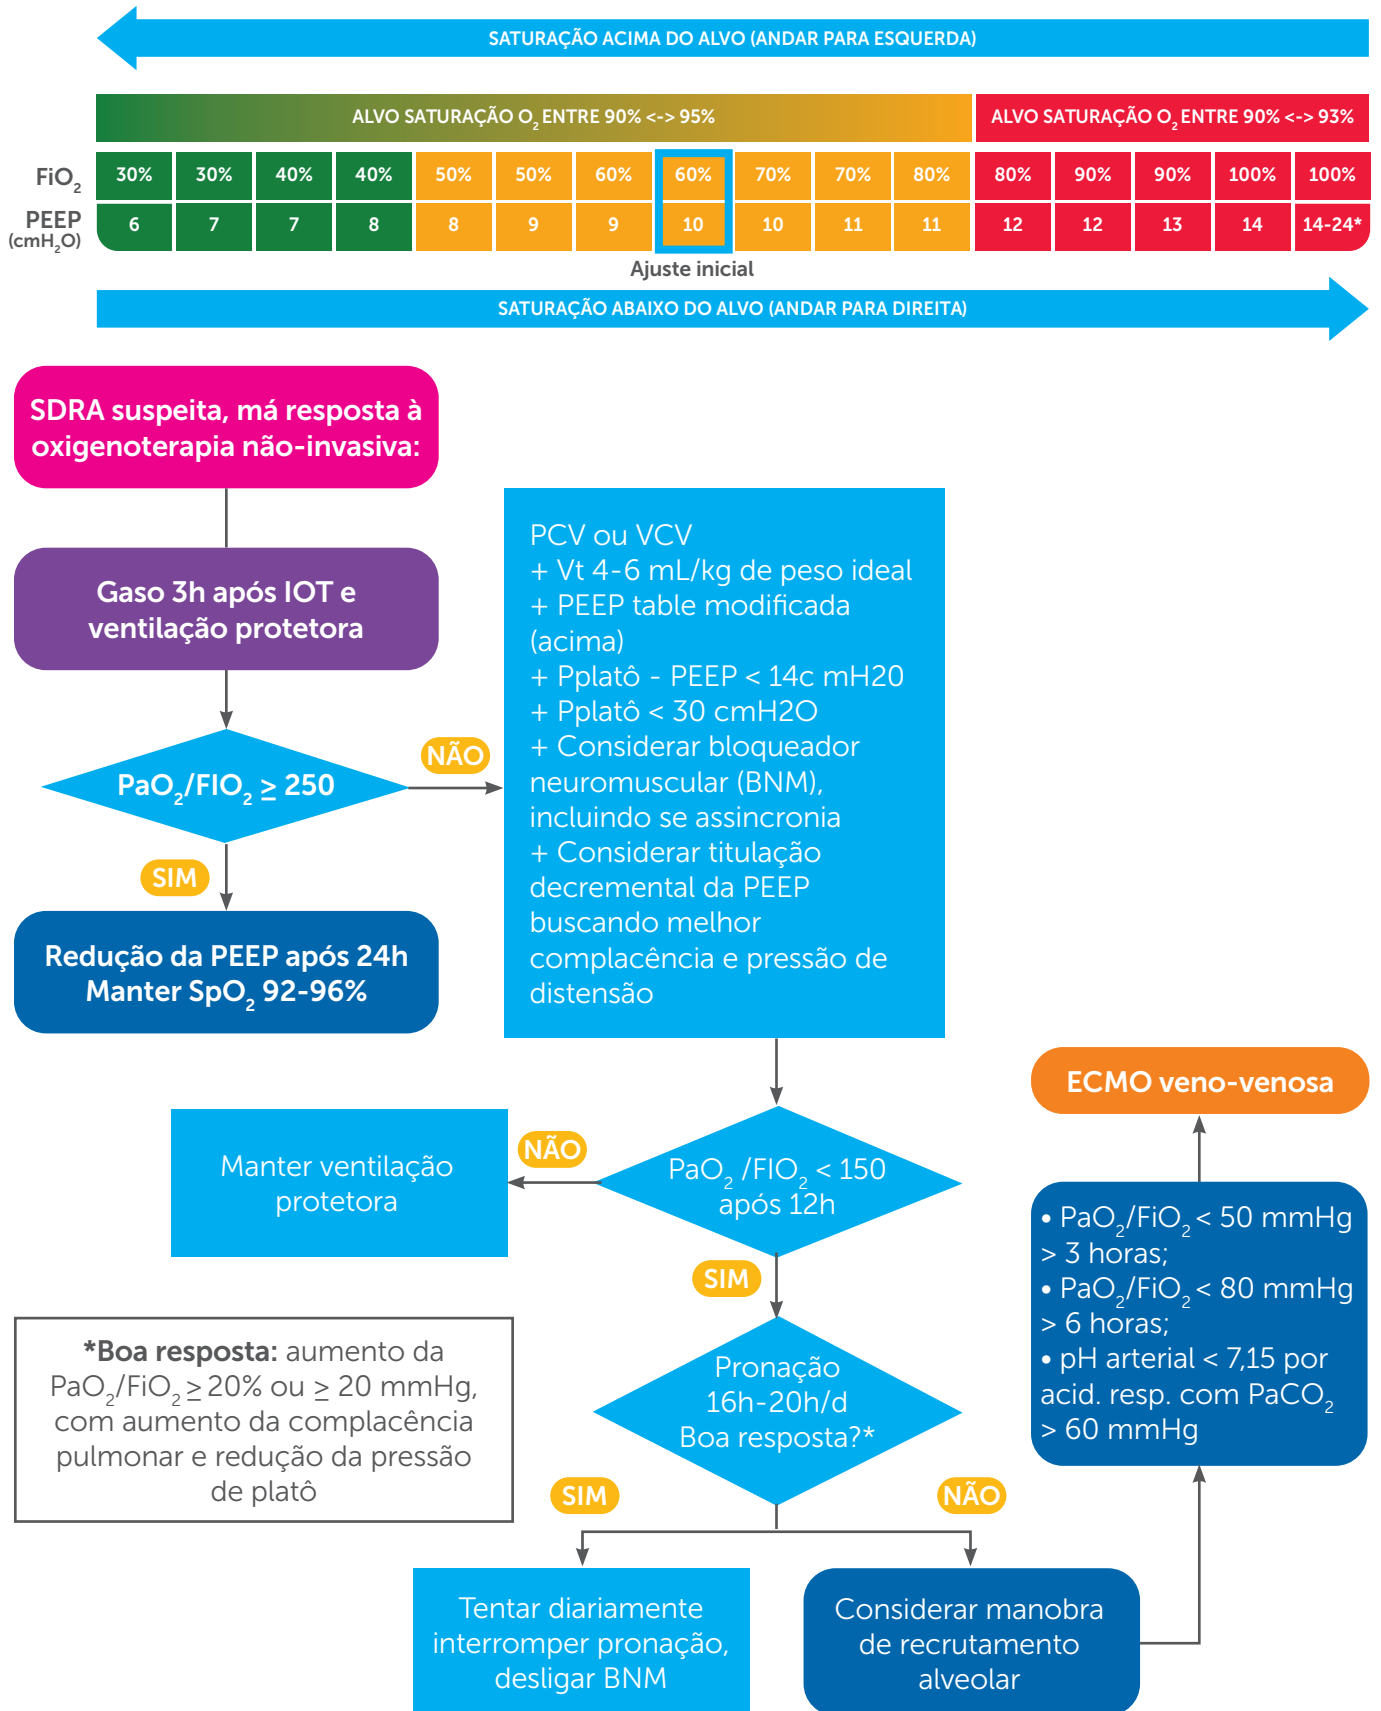 SATURAÇÃO ACIMA DO ALVO (ANDAR PARA ESQUERDA)
ALVO SATURAÇÃO O2 ENTRE 90% <-> 95%
ALVO SATURAÇÃO O2 ENTRE 90% <-> 93%
FiO2 30% 30% 40% 40% 50% 50% 60% 60% 70% 70% 80% 80% 90% 90% 100% 100%
PEEP (cmH2O) 6 7 7 8 8 9 9 10 10 11 11 12 12 13 14 14-24*
Ajuste inicial
SATURAÇÃO ABAIXO DO ALVO (ANDAR PARA DIREITA)
SDRA suspeita, má resposta à
oxigenoterapia não-invasiva:
Gaso 3h após IOT e
ventilação protetora
PaO2/FIO2 ≥ 250
NÃO
SIM
Redução da PEEP após 24h
Manter SpO2 92-96%
PCV ou VCV
+ Vt 4-6 mL/kg de peso ideal
+ PEEP table modificada
(acima)
+ Pplatô - PEEP < 14c mH20
+ Pplatô < 30 cmH2O
+ Considerar bloqueador
neuromuscular (BNM),
incluindo se assincronia
+ Considerar titulação
decremental da PEEP
buscando melhor
complacência e pressão de
distensão
PaO2 /FIO2 < 150
após 12h
NÃO
Manter ventilação
protetora
SIM
Pronação
16h-20h/d
Boa resposta?*
*Boa resposta: aumento da
PaO2/FiO2 ≥ 20% ou ≥ 20 mmHg,
com aumento da complacência
pulmonar e redução da pressão
de platô
SIM
NÃO
Tentar diariamente
interromper pronação,
desligar BNM
Considerar manobra
de recrutamento
alveolar
• PaO2/FiO2 < 50 mmHg
> 3 horas;
• PaO2/FiO2 < 80 mmHg
> 6 horas;
• pH arterial < 7,15 por
acid. resp. com PaCO2
> 60 mmHg
ECMO veno-venosa